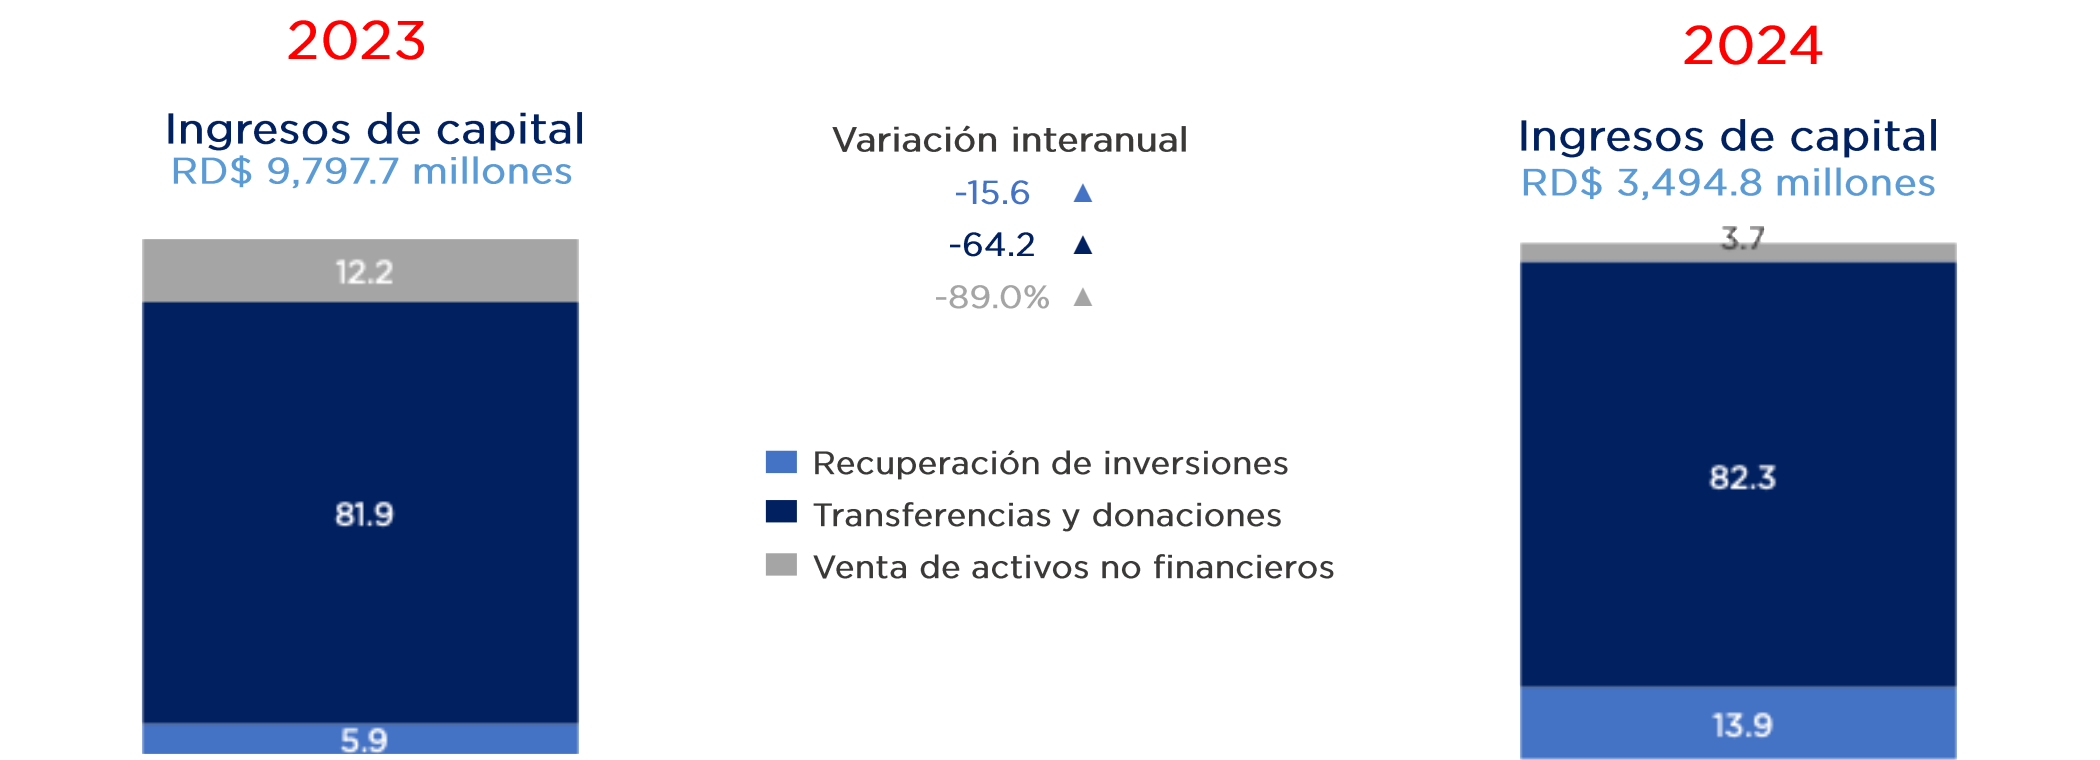 2023
Ingresos de capital
RD$ 9,797.7 millones
12.2
81.9
5.9
Variación interanual
-15.6 ▲
-64.2 ▲
-89.0% ▲
Recuperación de inversiones
Transferencias y donaciones
Venta de activos no financieros
2024
Ingresos de capital
RD$ 3,494.8 millones
3.7
82.3
13.9